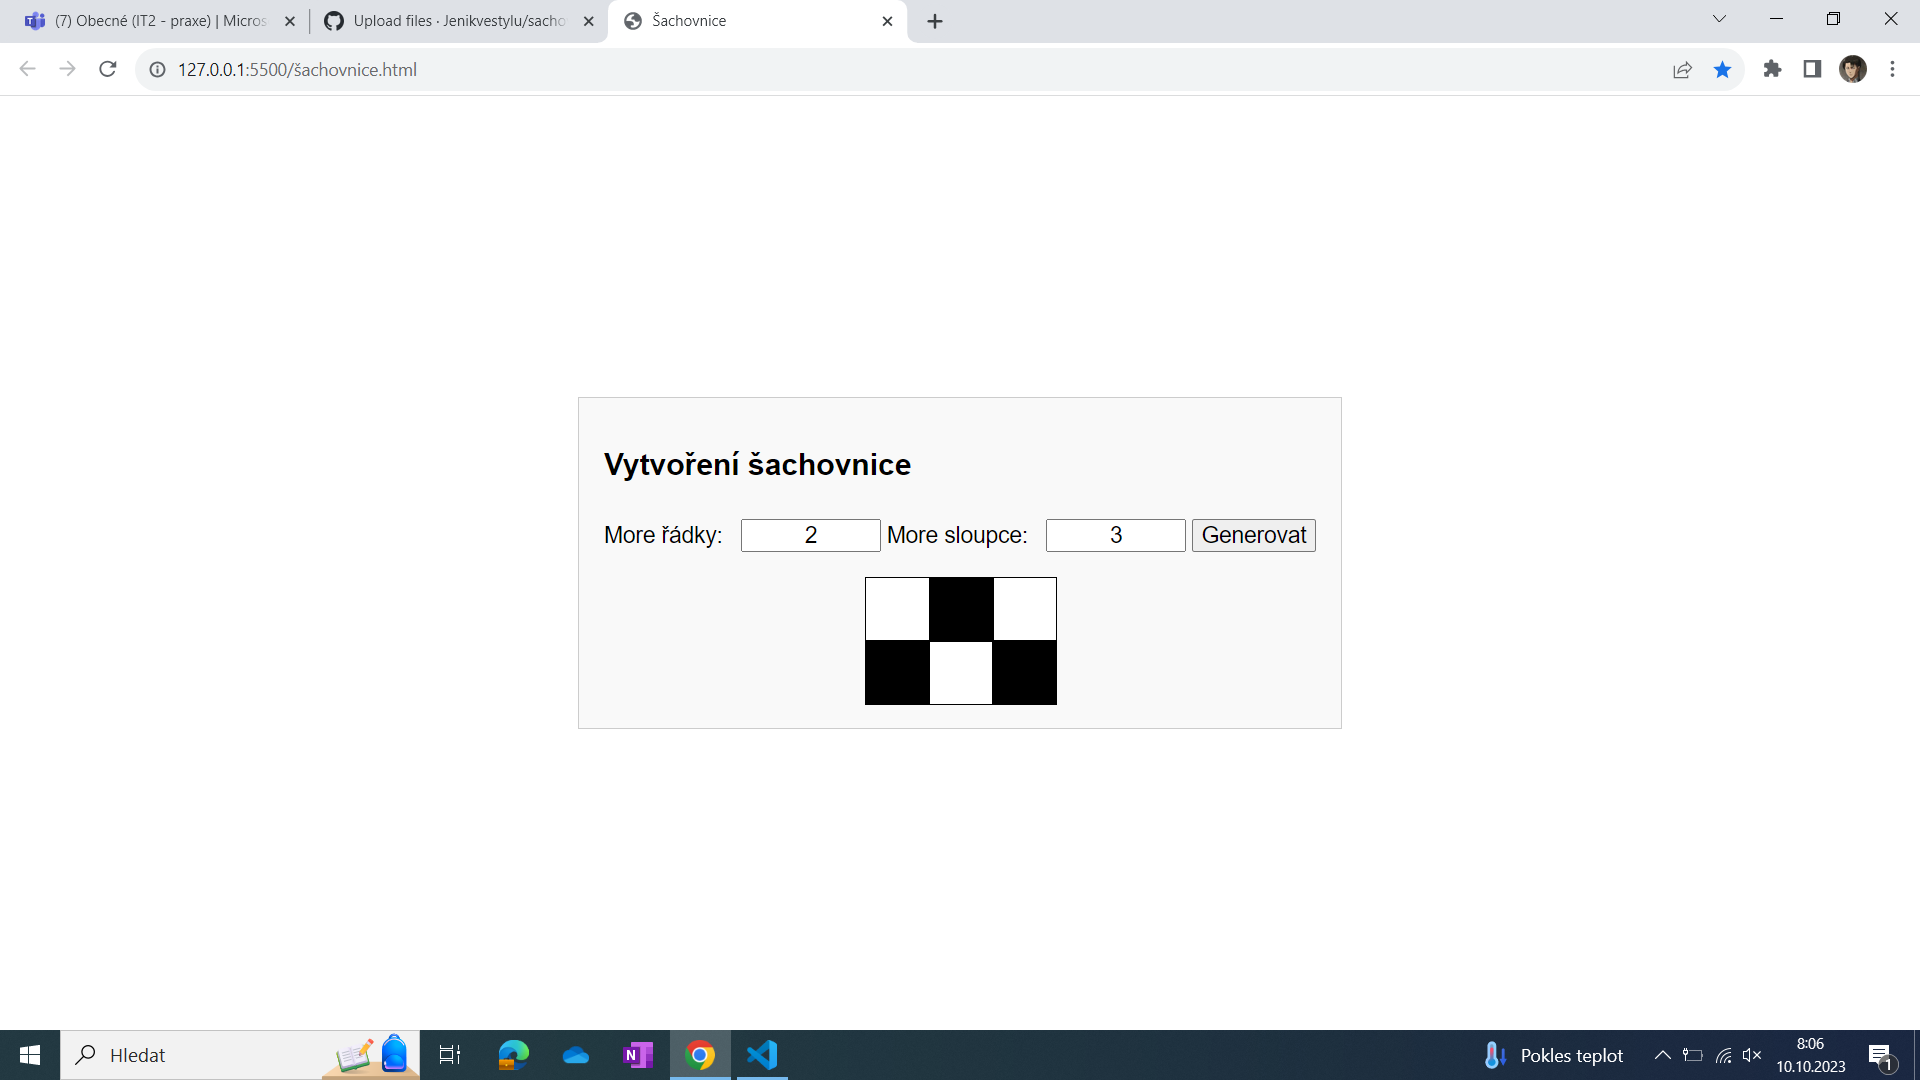 (7) Obecné (IT2 - praxe) | Micros
Upload files · Jenikvestylu/sacho
Šachovnice
127.0.0.1:5500/šachovnice.html
Vytvoření šachovnice
More řádky: 2 More sloupce: 3 Generovat
Hledat
N
Pokles teplot
8:06
10.10.2023
1